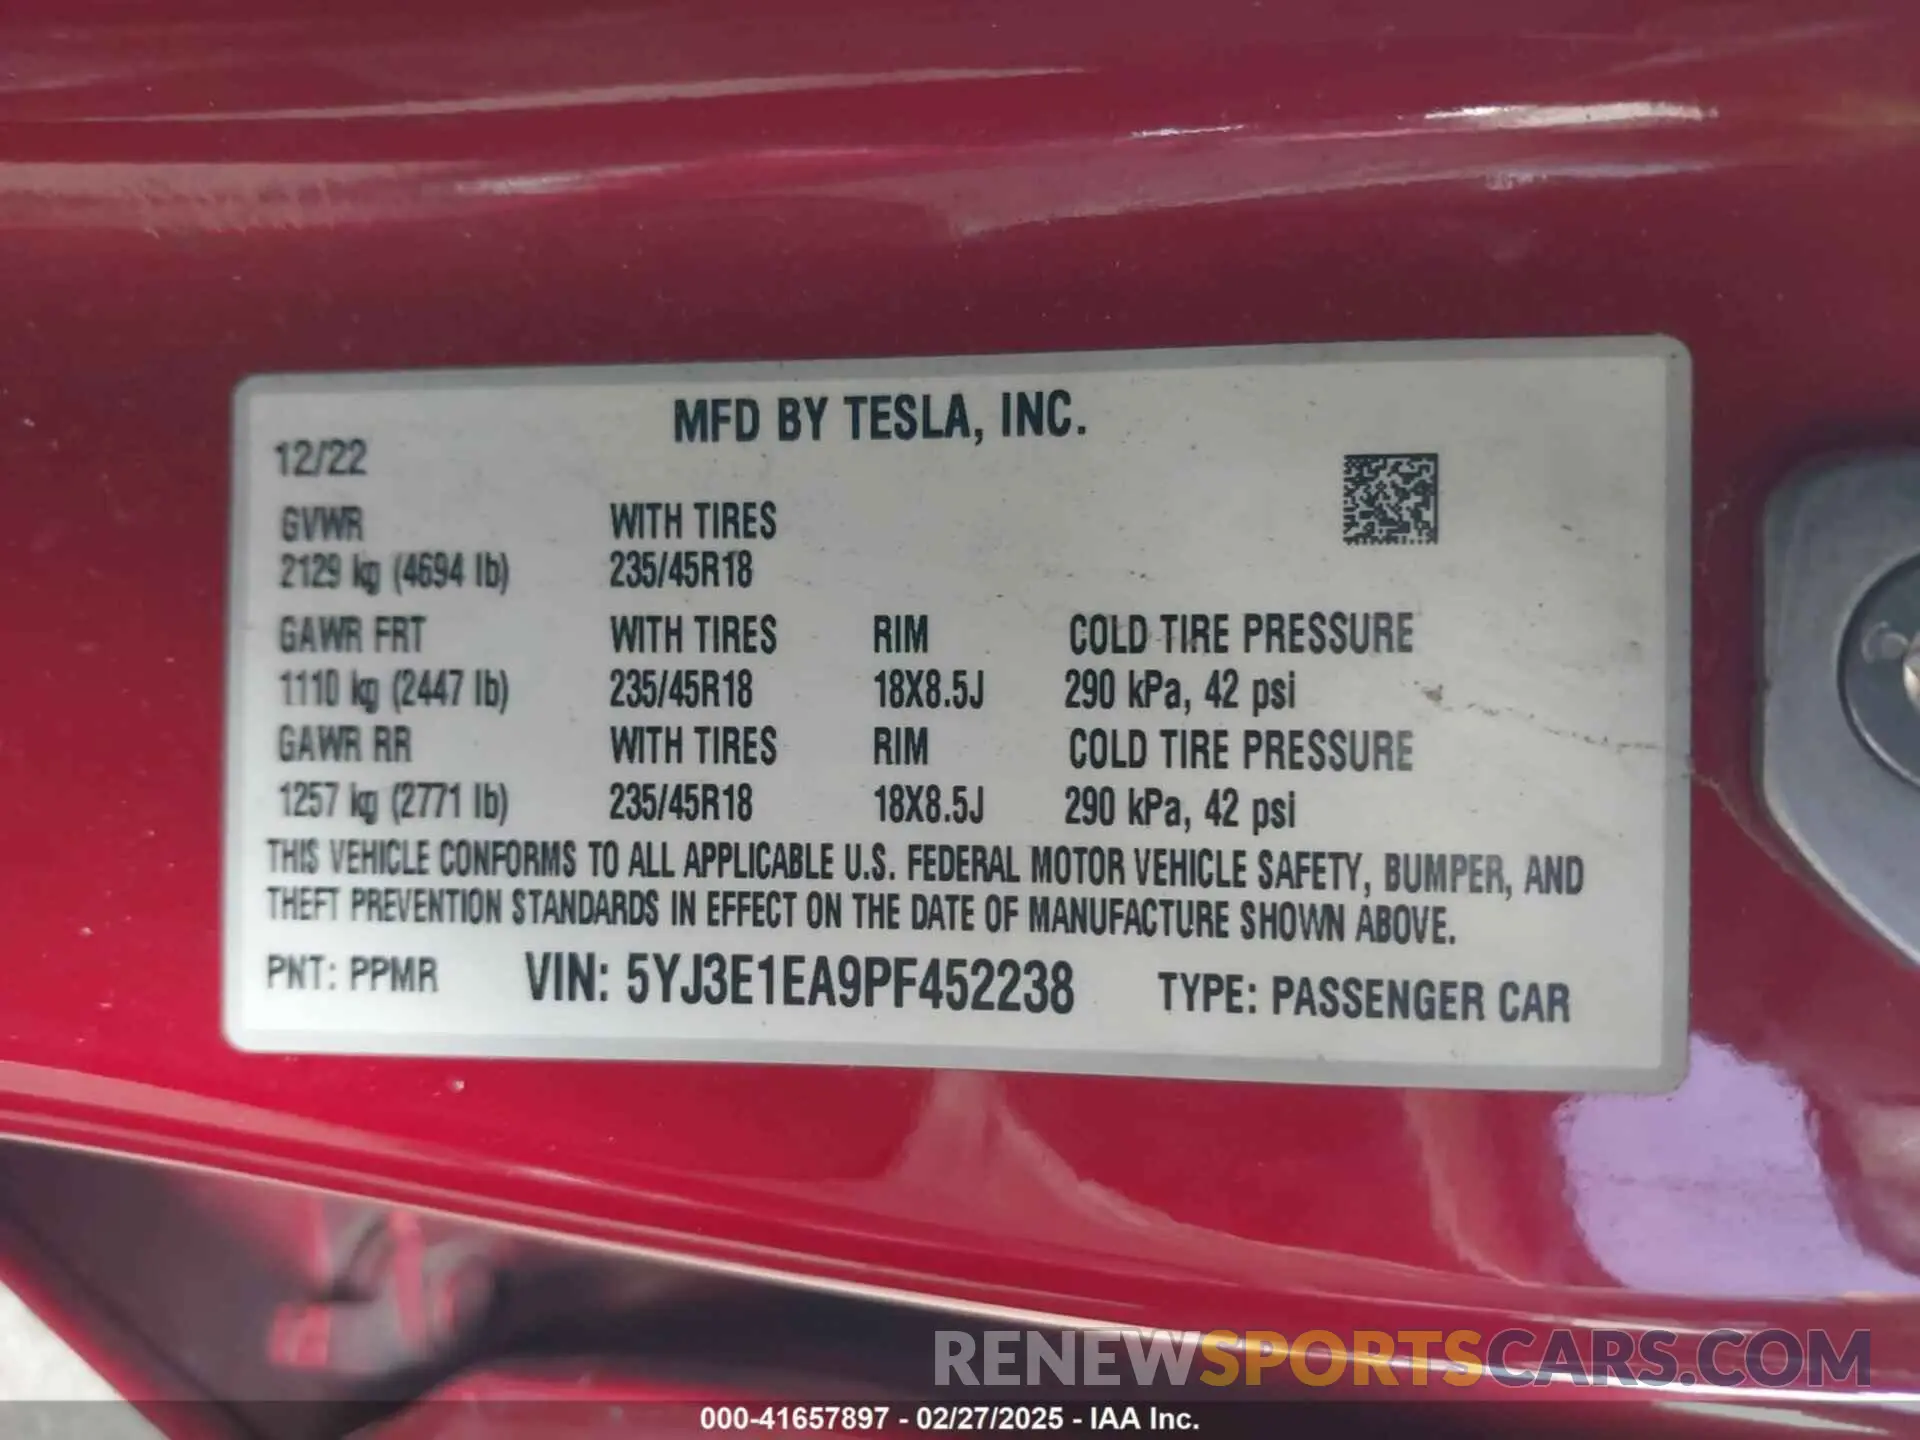 MFD BY TESLA, INC.
12/22
GVWR WITH TIRES
2129 kg (4694 lb) 235/45R18
GAWR FRT WITH TIRES RIM COLD TIRE PRESSURE
1110 kg (2447 lb) 235/45R18 18X8.5J 290 kPa, 42 psi
GAWR RR WITH TIRES RIM COLD TIRE PRESSURE
1257 kg (2771 lb) 235/45R18 18X8.5J 290 kPa, 42 psi
THIS VEHICLE CONFORMS TO ALL APPLICABLE U.S. FEDERAL MOTOR VEHICLE SAFETY, BUMPER, AND
THEFT PREVENTION STANDARDS IN EFFECT ON THE DATE OF MANUFACTURE SHOWN ABOVE.
PNT: PPMR VIN: 5YJ3E1EA9PF452238 TYPE: PASSENGER CAR
RENEWSPORTSCARS.COM
000-41657897 - 02/27/2025 - IAA Inc.